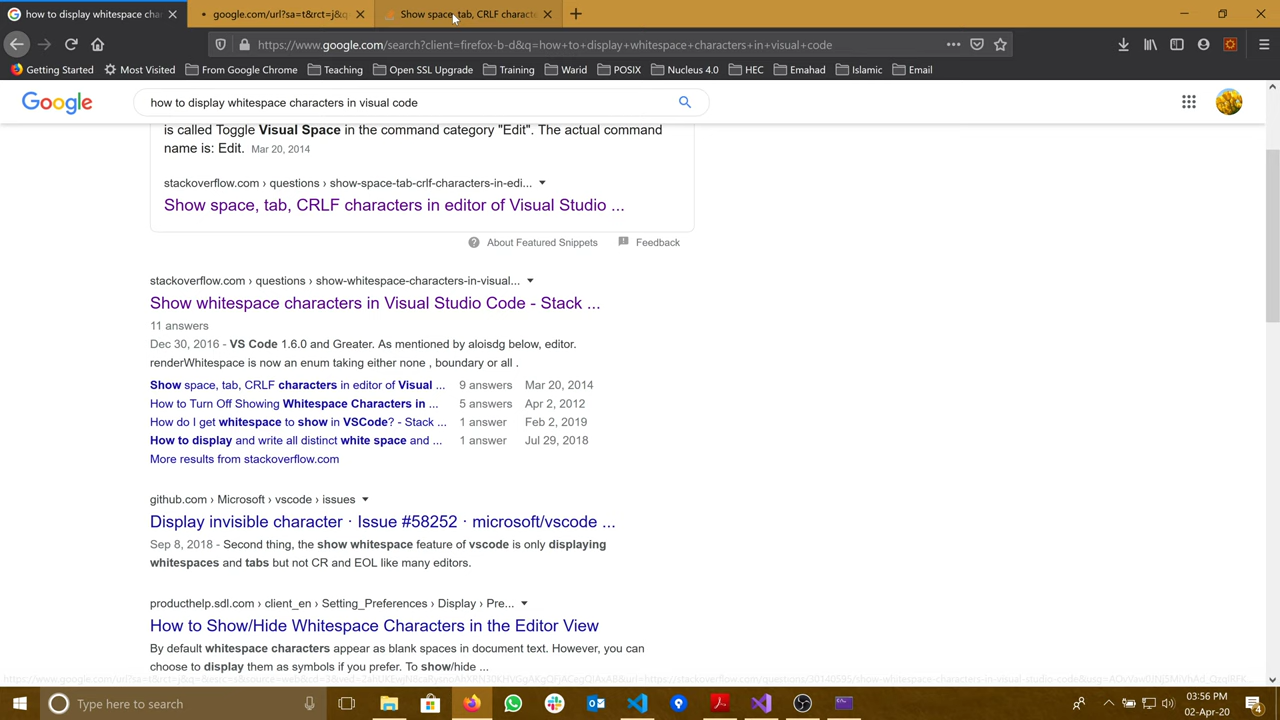 how to display whitespace cha
google.com/url?sa=t&rct=j&q
Show space, tab, CRLF characte
https://www.google.com/search?client=firefox-b-d&q=how+to+display+whitespace+characters+in+visual+code
Getting Started
Most Visited
From Google Chrome
Teaching
Open SSL Upgrade
Training
Warid
POSIX
Nucleus 4.0
HEC
Emahad
Islamic
Email
Google
how to display whitespace characters in visual code
is called Toggle Visual Space in the command category "Edit". The actual command
name is: Edit. Mar 20, 2014
stackoverflow.com › questions › show-space-tab-crlf-characters-in-edi...
Show space, tab, CRLF characters in editor of Visual Studio ...
About Featured Snippets
Feedback
stackoverflow.com › questions › show-whitespace-characters-in-visual...
Show whitespace characters in Visual Studio Code - Stack ...
11 answers
Dec 30, 2016 - VS Code 1.6.0 and Greater. As mentioned by aloisdg below, editor.
renderWhitespace is now an enum taking either none , boundary or all .
Show space, tab, CRLF characters in editor of Visual ... 9 answers Mar 20, 2014
How to Turn Off Showing Whitespace Characters in ... 5 answers Apr 2, 2012
How do I get whitespace to show in VSCode? - Stack ... 1 answer Feb 2, 2019
How to display and write all distinct white space and ... 1 answer Jul 29, 2018
More results from stackoverflow.com
github.com › Microsoft › vscode › issues
Display invisible character · Issue #58252 · microsoft/vscode ...
Sep 8, 2018 - Second thing, the show whitespace feature of vscode is only displaying
whitespaces and tabs but not CR and EOL like many editors.
producthelp.sdl.com › client_en › Setting_Preferences › Display › Pre...
How to Show/Hide Whitespace Characters in the Editor View
By default whitespace characters appear as blank spaces in document text. However, you can
choose to display them as symbols if you prefer. To show/hide ...
Type here to search
03:56 PM
02-Apr-20
4